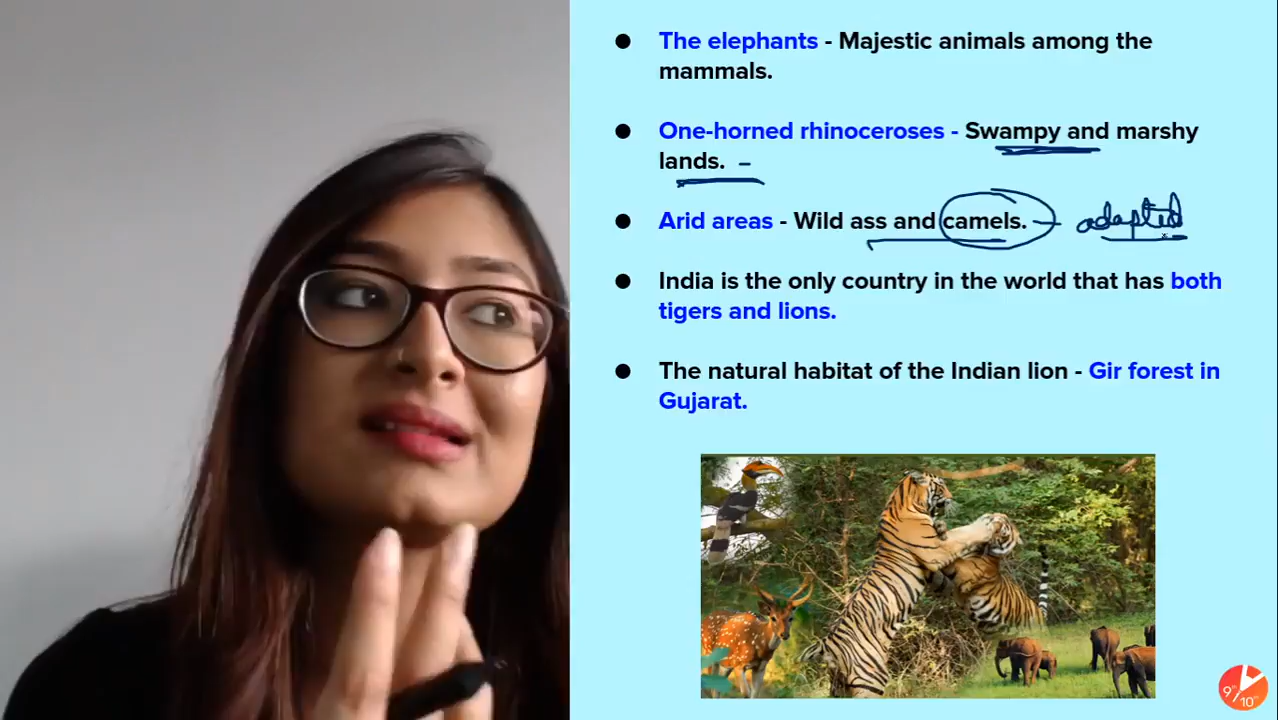 The elephants - Majestic animals among the
mammals.
One-horned rhinoceroses - Swampy and marshy
lands. -
Arid areas - Wild ass and camels. - adapted
India is the only country in the world that has both
tigers and lions.
The natural habitat of the Indian lion - Gir forest in
Gujarat.
9th/10th